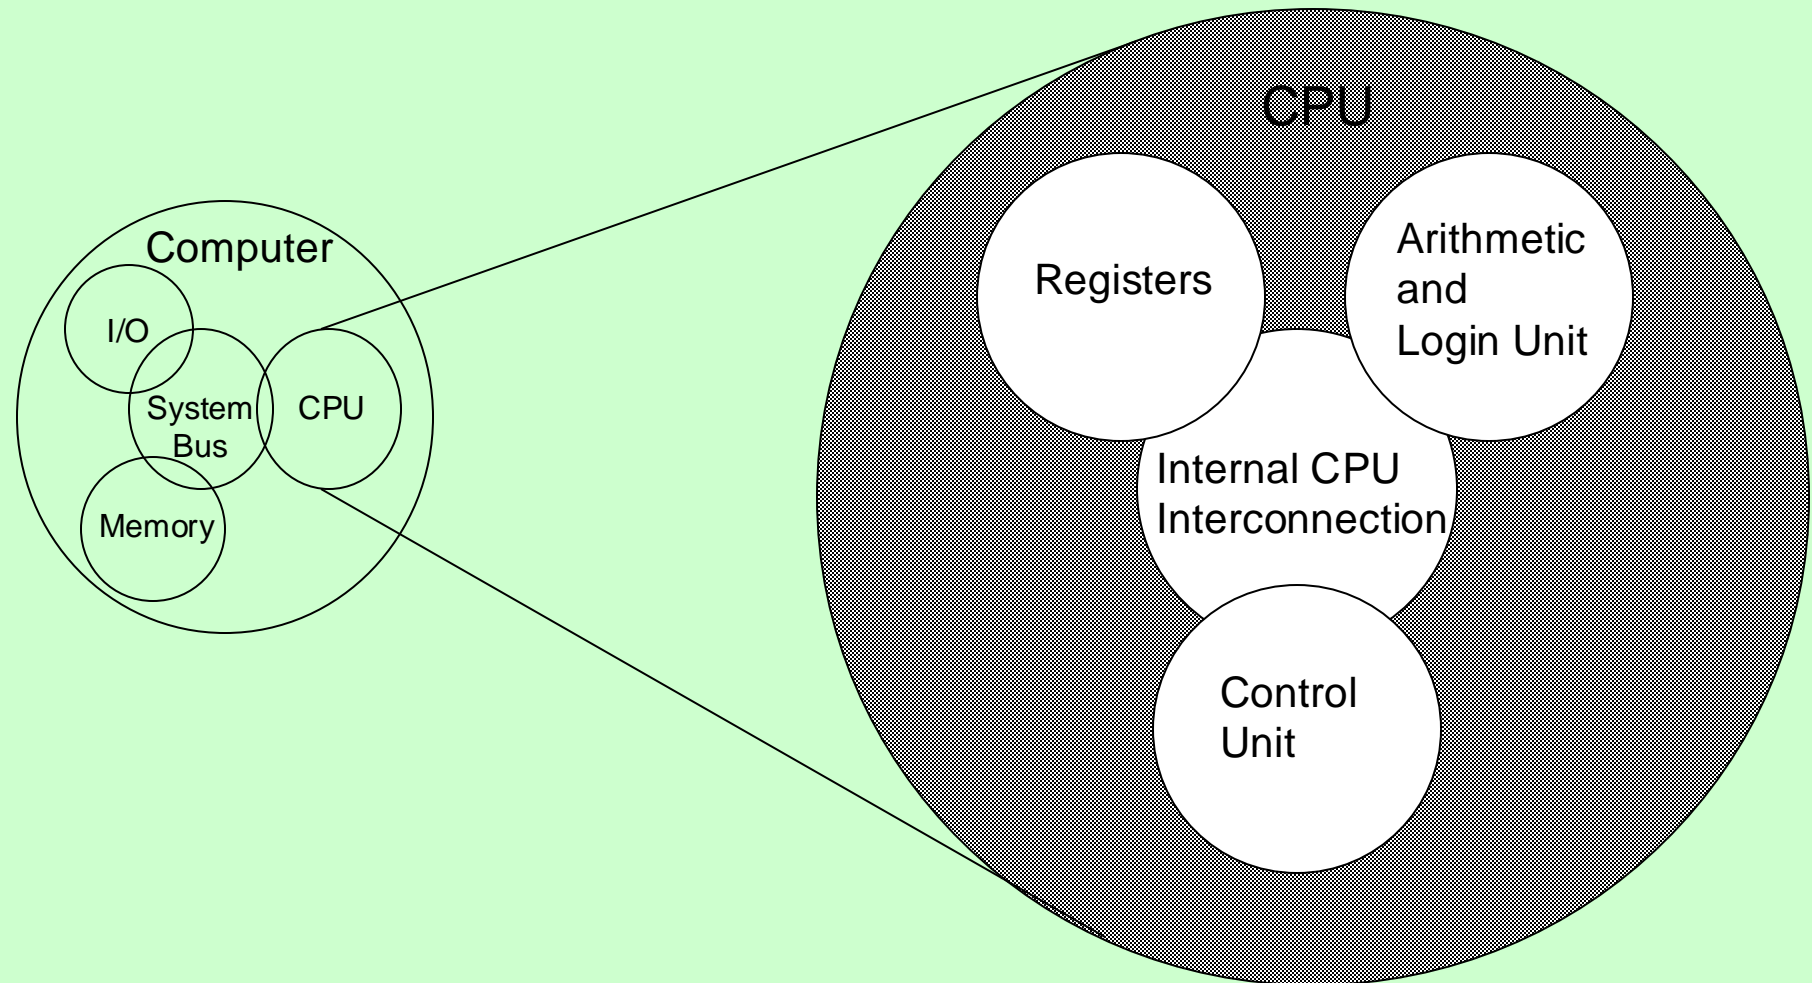 Computer
I/O
System
Bus
CPU
Memory
CPU
Registers
Arithmetic
and
Login Unit
Internal CPU
Interconnection
Control
Unit